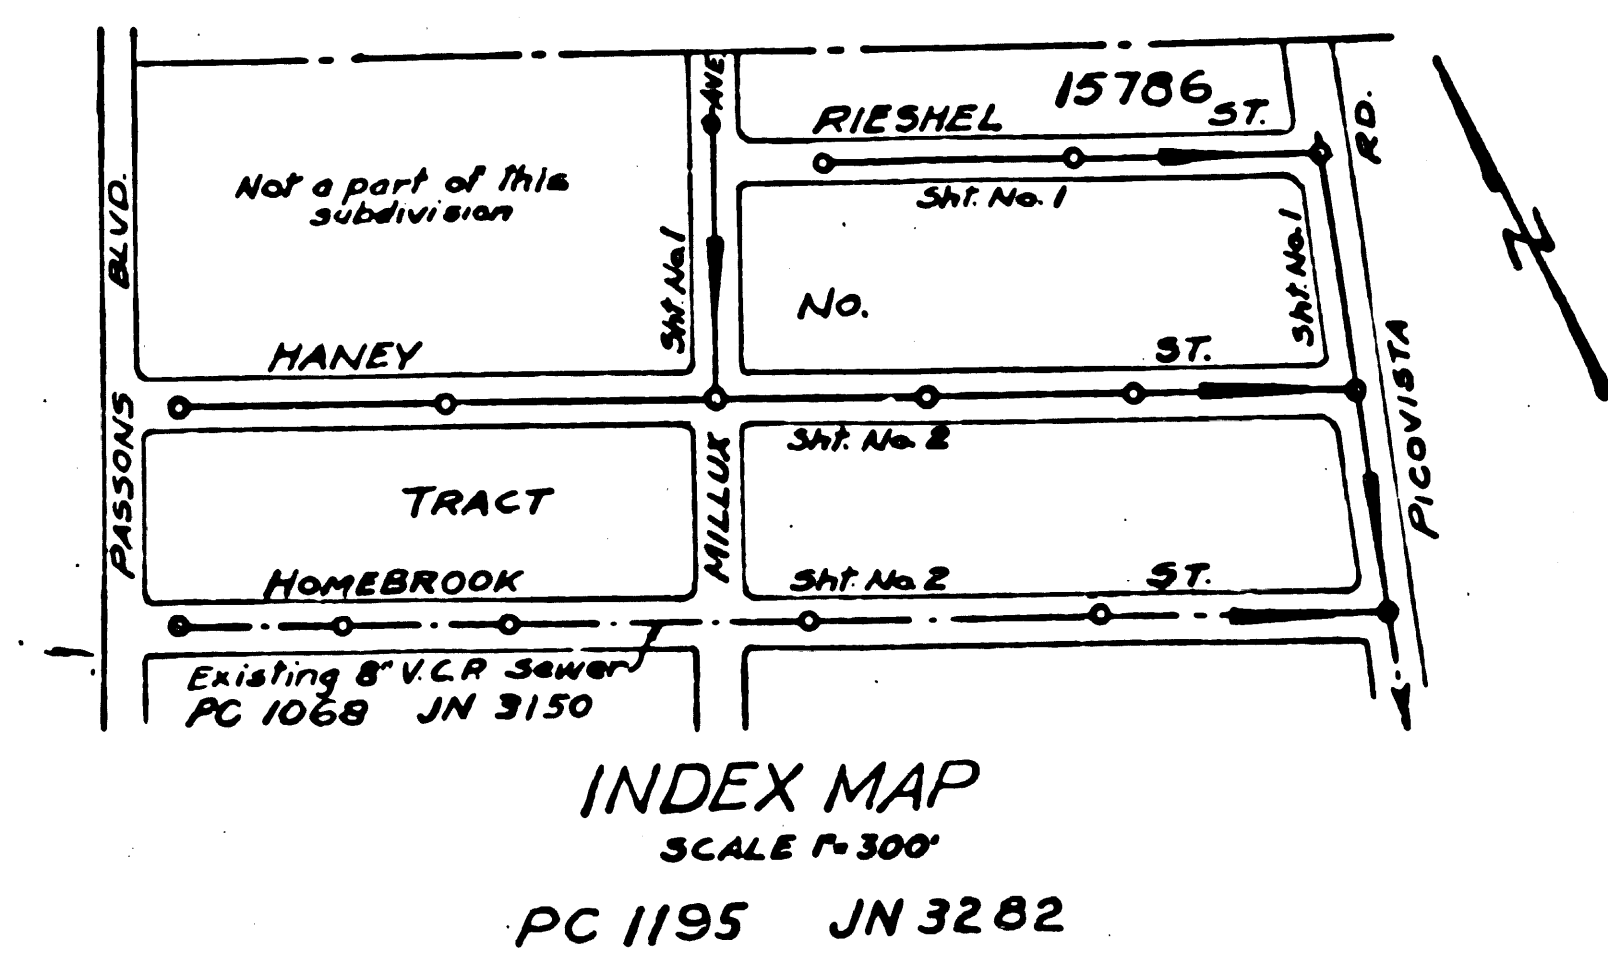 AVE
15786
RIESHEL ST.
RD.
Not a part of this
subdivision
Sht. No. 1
BLVD.
Sht. No. 1
Sht. No. 1
No.
N
HANEY ST.
PICOVISTA
PASSONS
Sht. No. 2
MILLUX
TRACT
HOMEBROOK ST.
Sht. No. 2
Existing 8" V.C.P. Sewer
PC 1068 JN 3150
INDEX MAP
SCALE 1"=300'
PC 1195 JN 3282